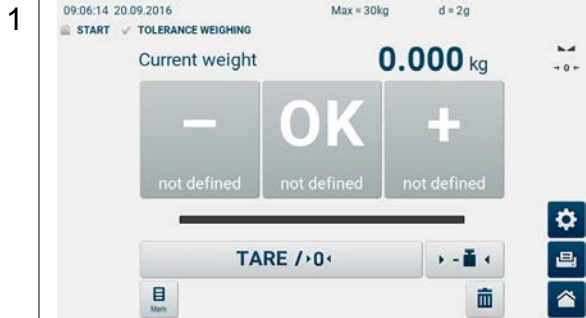 1
09:06:14 20.09.2016 Max = 30kg d = 2g
START TOLERANCE WEIGHING
Current weight 0.000 kg
→ 0 ←
− OK +
not defined not defined not defined
TARE / ▸0◂ ▸ - ◂
Mem